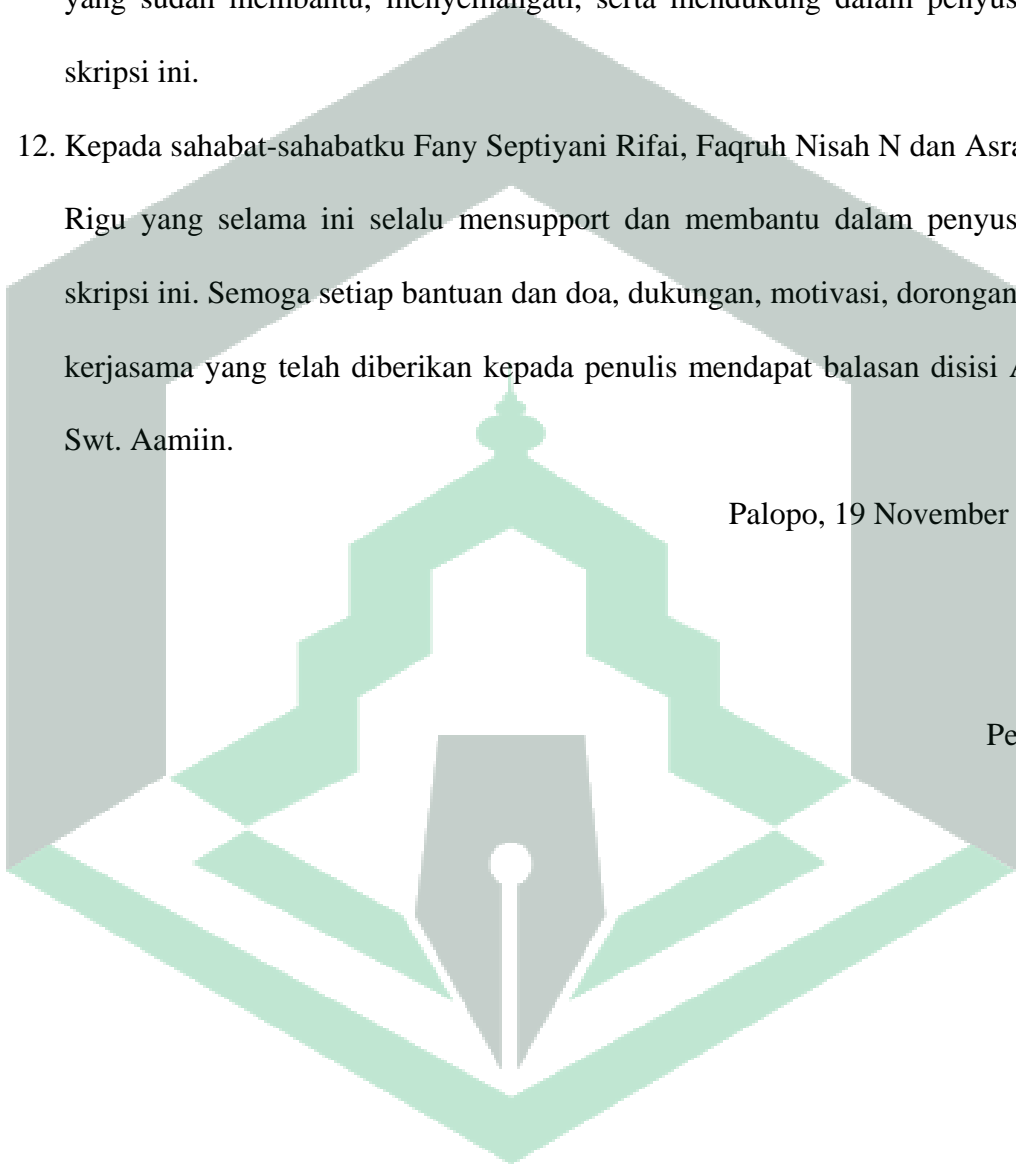 yang sudah membantu, menyemangati, serta mendukung dalam penyus
skripsi ini.
12. Kepada sahabat-sahabatku Fany Septiyani Rifai, Faqruh Nisah N dan Asra
Rigu yang selama ini selalu mensupport dan membantu dalam penyus
skripsi ini. Semoga setiap bantuan dan doa, dukungan, motivasi, dorongan
kerjasama yang telah diberikan kepada penulis mendapat balasan disisi A
Swt. Aamiin.
Palopo, 19 November
Pe